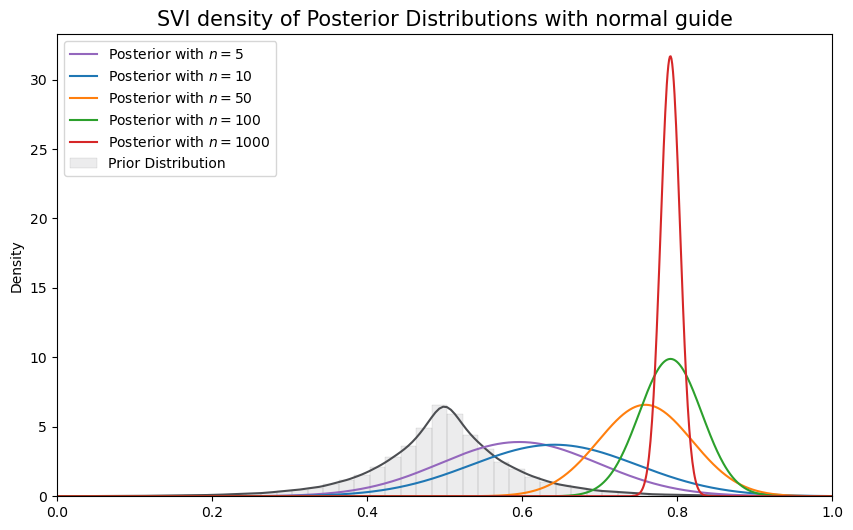 SVI density of Posterior Distributions with normal guide
Posterior with n = 5
Posterior with n = 10
Posterior with n = 50
Posterior with n = 100
Posterior with n = 1000
Prior Distribution
Density
30
25
20
15
10
5
0
0.0 0.2 0.4 0.6 0.8 1.0